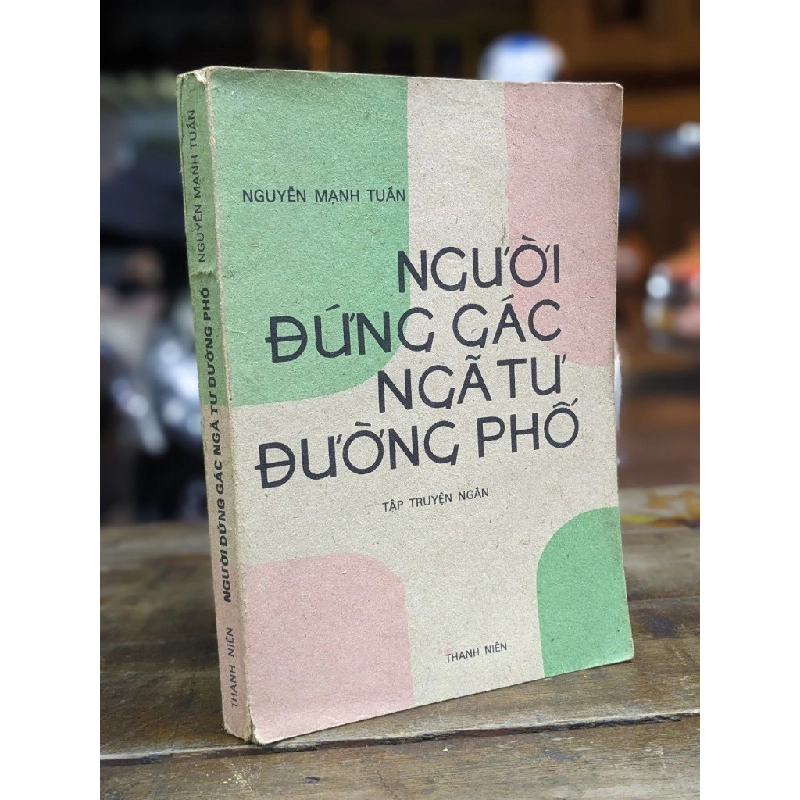 NGUYỄN MẠNH TUẤN
NGƯỜI
ĐỨNG GÁC
NGÃ TƯ
ĐƯỜNG PHỐ
TẬP TRUYỆN NGẮN
THANH NIÊN
THANH NIÊN NGƯỜI ĐỨNG GÁC NGÃ TƯ ĐƯỜNG PHỐ NGUYỄN MẠNH TUẤN